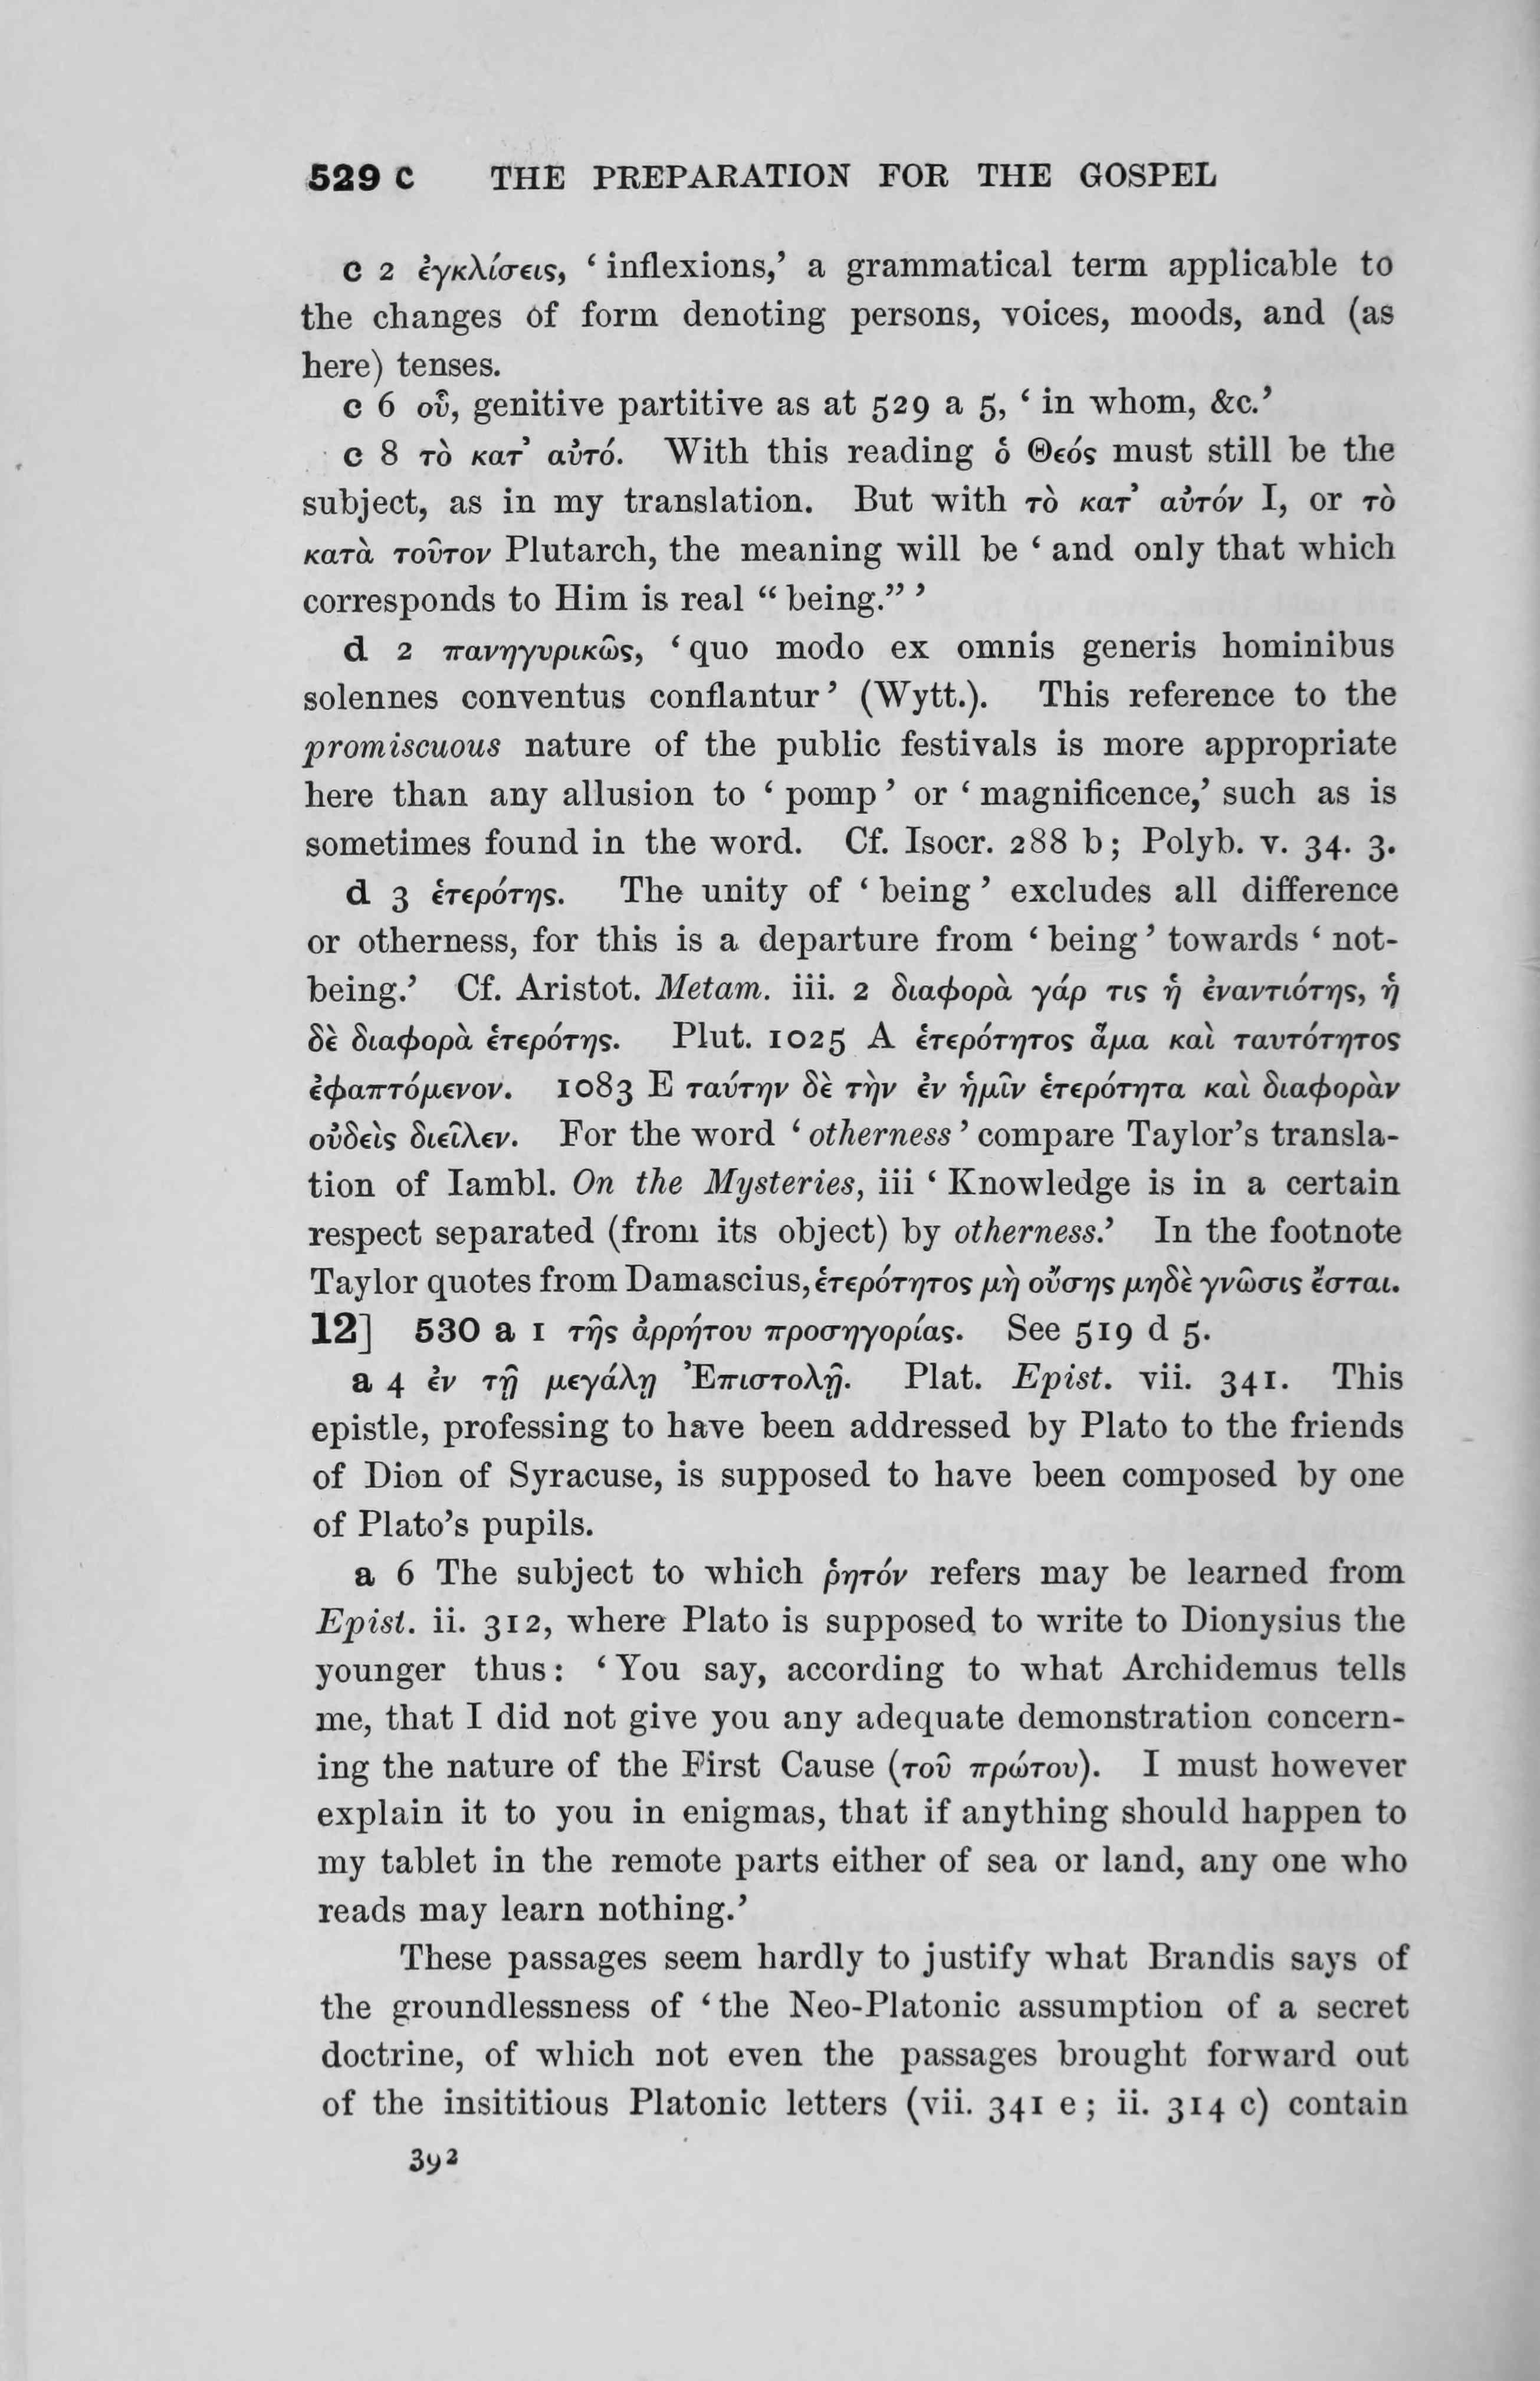 529 C THE PREPARATION FOR THE GOSPEL
c 2 ἐγκλίσεις, ‘ inflexions,’ a grammatical term applicable to
the changes of form denoting persons, voices, moods, and (as
here) tenses.
c 6 οὗ, genitive partitive as at 529 a 5, ‘ in whom, &c.’
c 8 τὸ κατ᾽ αὐτό. With this reading ὁ Θεός must still be the
subject, as in my translation. But with τὸ κατ᾽ αὐτόν I, or τὸ
κατὰ τοῦτον Plutarch, the meaning will be ‘ and only that which
corresponds to Him is real “ being.” ’
d 2 πανηγυρικῶς, ‘ quo modo ex omnis generis hominibus
solennes conventus conflantur ’ (Wytt.). This reference to the
promiscuous nature of the public festivals is more appropriate
here than any allusion to ‘ pomp ’ or ‘ magnificence,’ such as is
sometimes found in the word. Cf. Isocr. 288 b ; Polyb. v. 34. 3.
d 3 ἑτερότης. The unity of ‘ being ’ excludes all difference
or otherness, for this is a departure from ‘ being ’ towards ‘ not-
being.’ Cf. Aristot. Metam. iii. 2 διαφορὰ γάρ τις ἡ ἐναντιότης, ἡ
δὲ διαφορὰ ἑτερότης. Plut. 1025 A ἑτερότητος ἅμα καὶ ταυτότητος
ἐφαπτόμενον. 1083 E ταύτην δὲ τὴν ἐν ἡμῖν ἑτερότητα καὶ διαφορὰν
οὐδεὶς διεῖλεν. For the word ‘ otherness ’ compare Taylor’s transla-
tion of Iambl. On the Mysteries, iii ‘ Knowledge is in a certain
respect separated (from its object) by otherness.’ In the footnote
Taylor quotes from Damascius, ἑτερότητος μὴ οὔσης μηδὲ γνῶσις ἔσται.
12] 530 a 1 τῆς ἀρρήτου προσηγορίας. See 519 d 5.
a 4 ἐν τῇ μεγάλῃ Ἐπιστολῇ. Plat. Epist. vii. 341. This
epistle, professing to have been addressed by Plato to the friends
of Dion of Syracuse, is supposed to have been composed by one
of Plato’s pupils.
a 6 The subject to which ῥητόν refers may be learned from
Epist. ii. 312, where Plato is supposed to write to Dionysius the
younger thus : ‘ You say, according to what Archidemus tells
me, that I did not give you any adequate demonstration concern-
ing the nature of the First Cause (τοῦ πρώτου). I must however
explain it to you in enigmas, that if anything should happen to
my tablet in the remote parts either of sea or land, any one who
reads may learn nothing.’
These passages seem hardly to justify what Brandis says of
the groundlessness of ‘ the Neo-Platonic assumption of a secret
doctrine, of which not even the passages brought forward out
of the insititious Platonic letters (vii. 341 e ; ii. 314 c) contain
392